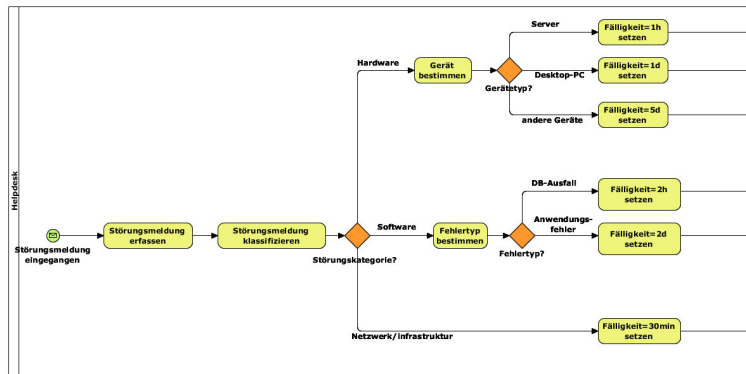 Helpdesk
Störungsmeldung
eingegangen
Störungsmeldung
erfassen
Störungsmeldung
klassifizieren
Störungskategorie?
Hardware
Gerät
bestimmen
Gerätetyp?
Server
Fälligkeit=1h
setzen
Desktop-PC
Fälligkeit=1d
setzen
andere Geräte
Fälligkeit=5d
setzen
Software
Fehlertyp
bestimmen
Fehlertyp?
DB-Ausfall
Fälligkeit=2h
setzen
Anwendungs-
fehler
Fälligkeit=2d
setzen
Netzwerk/infrastruktur
Fälligkeit=30min
setzen